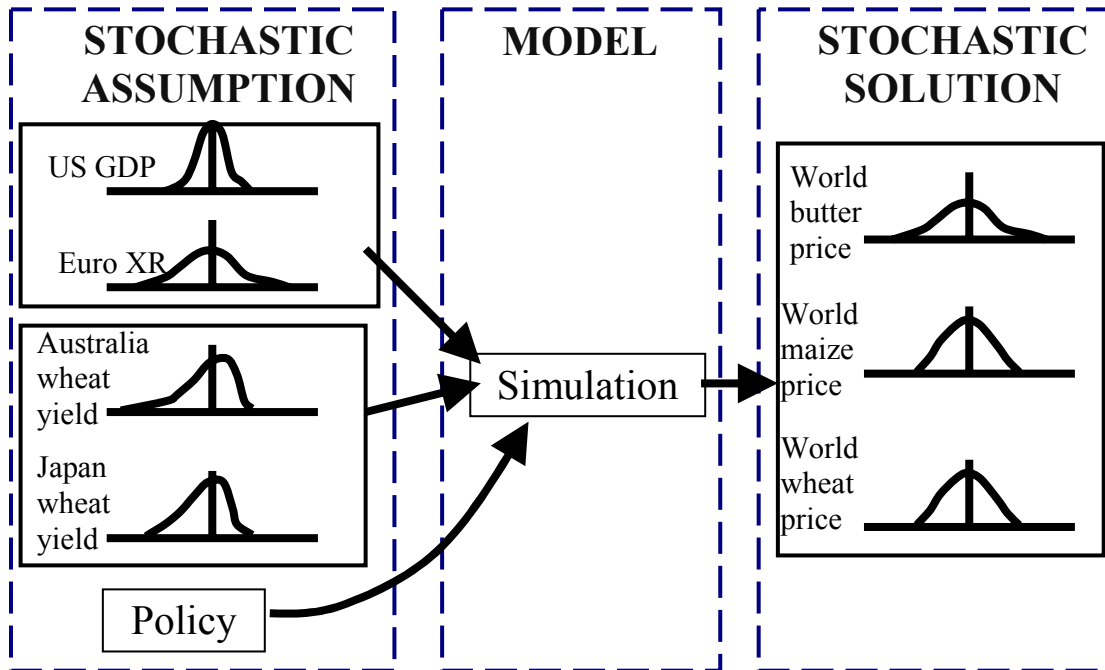 STOCHASTIC
ASSUMPTION
US GDP
Euro XR
Australia
wheat
yield
Japan
wheat
yield
Policy
MODEL
Simulation
STOCHASTIC
SOLUTION
World
butter
price
World
maize
price
World
wheat
price